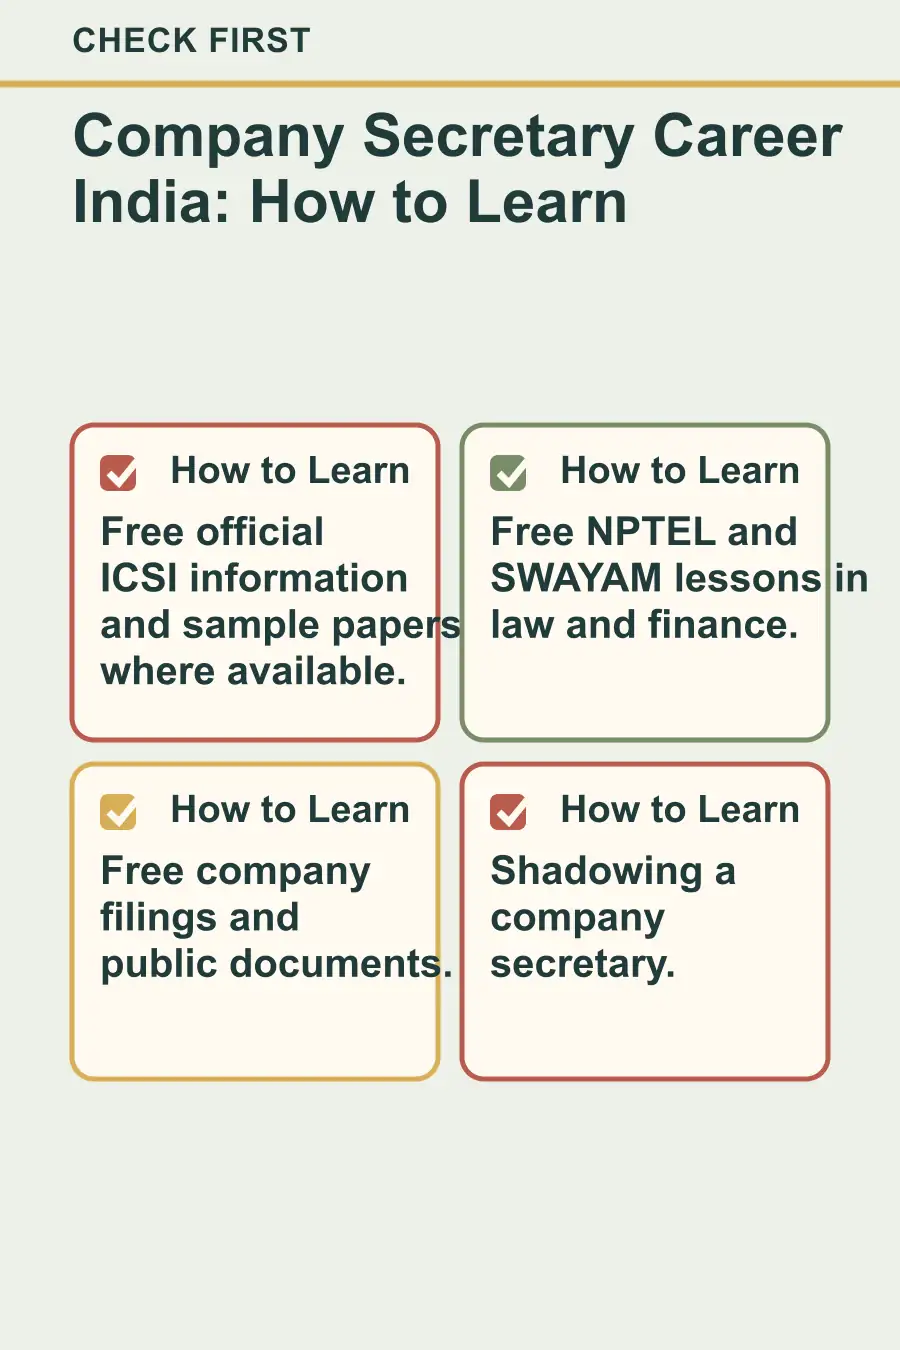 CHECK FIRST
Company Secretary Career
India: How to Learn
How to Learn
Free official
ICSI information
and sample papers
where available.
How to Learn
Free NPTEL and
SWAYAM lessons in
law and finance.
How to Learn
Free company
filings and
public documents.
How to Learn
Shadowing a
company
secretary.